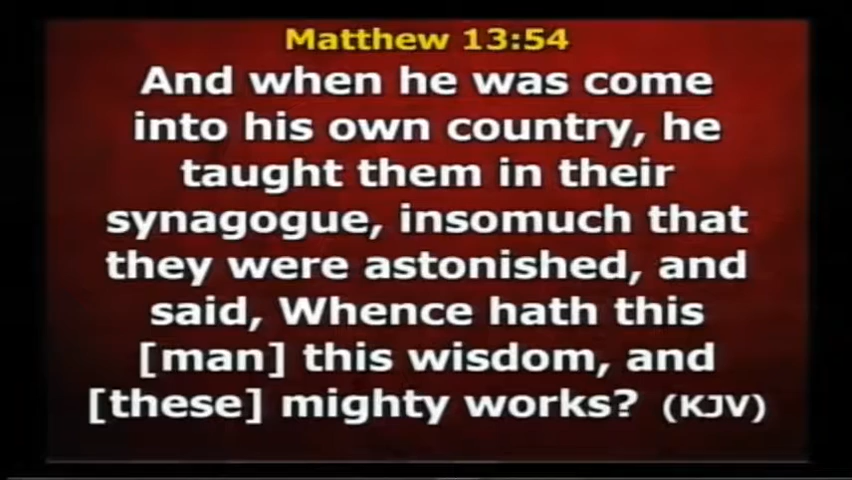 Matthew 13:54
And when he was come
into his own country, he
taught them in their
synagogue, insomuch that
they were astonished, and
said, Whence hath this
[man] this wisdom, and
[these] mighty works? (KJV)